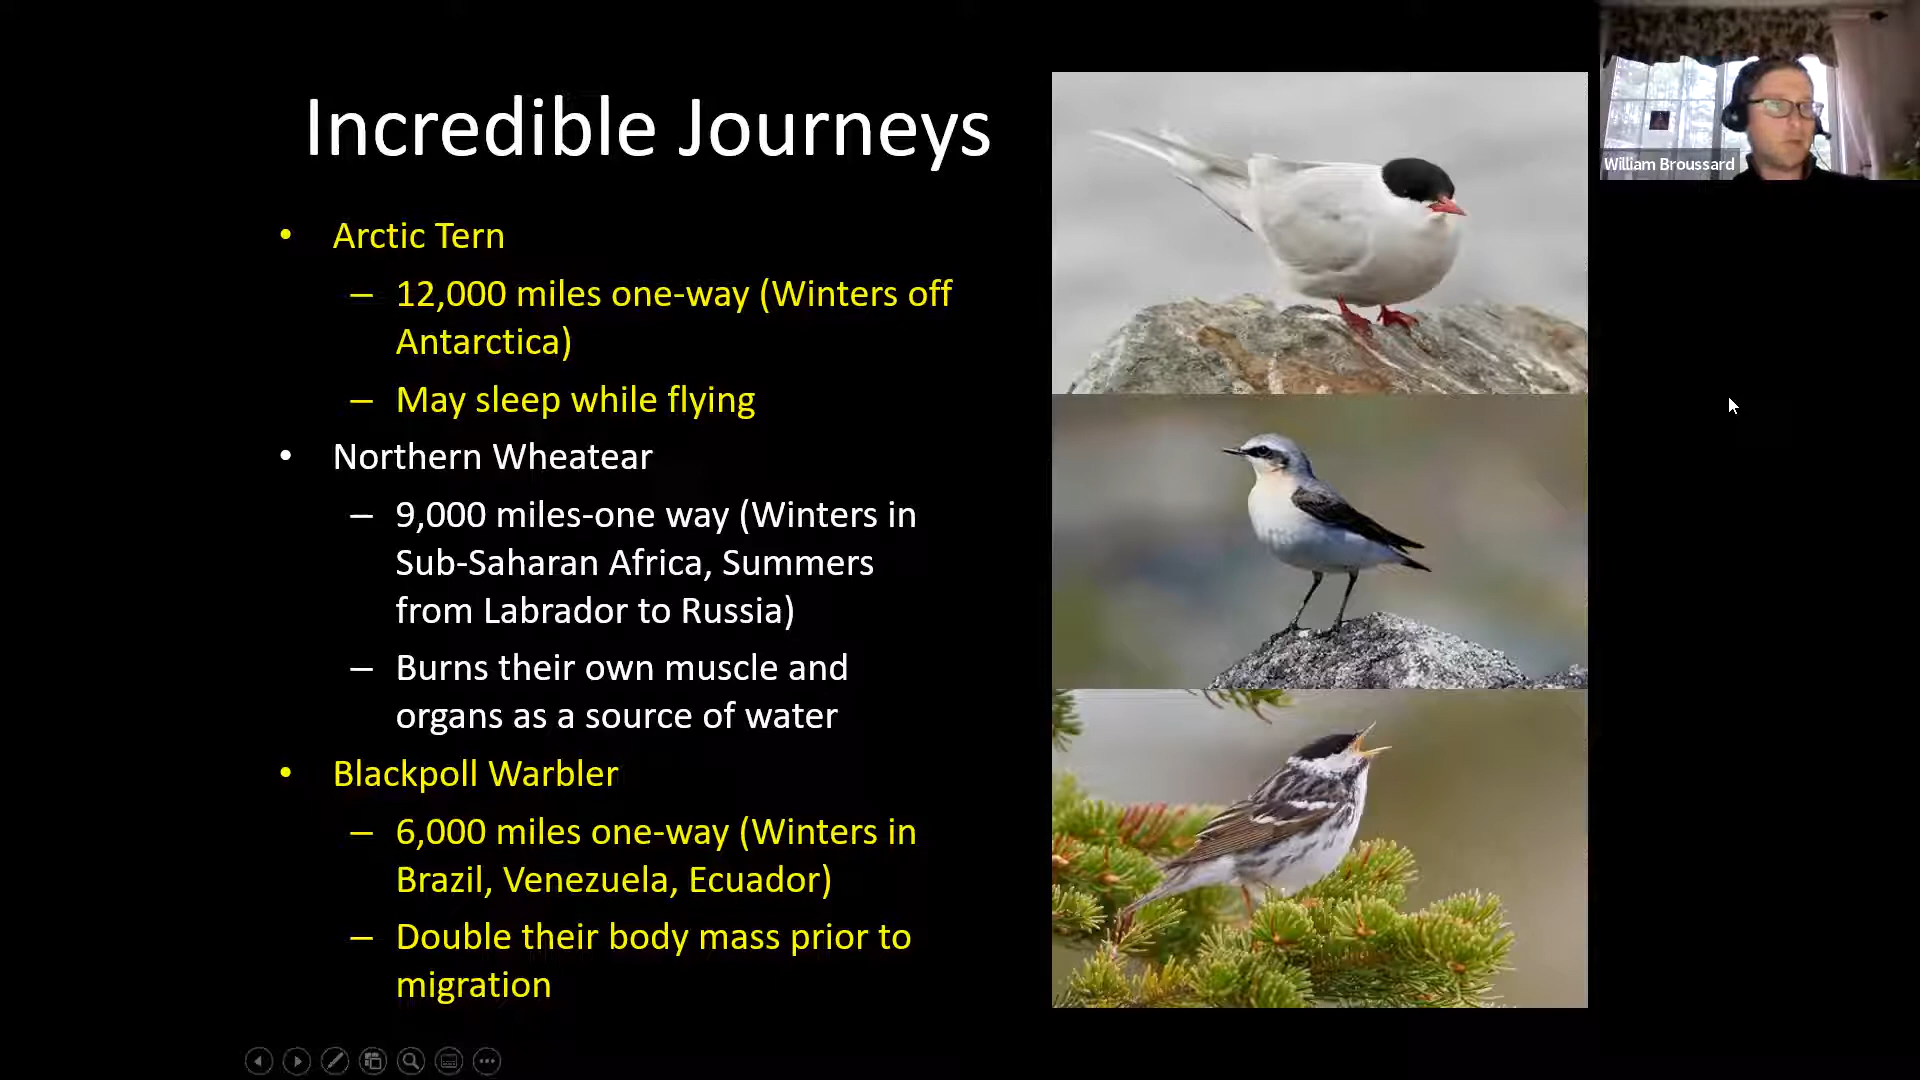 Incredible Journeys
• Arctic Tern
– 12,000 miles one-way (Winters off
Antarctica)
– May sleep while flying
• Northern Wheatear
– 9,000 miles-one way (Winters in
Sub-Saharan Africa, Summers
from Labrador to Russia)
– Burns their own muscle and
organs as a source of water
• Blackpoll Warbler
– 6,000 miles one-way (Winters in
Brazil, Venezuela, Ecuador)
– Double their body mass prior to
migration
William Broussard